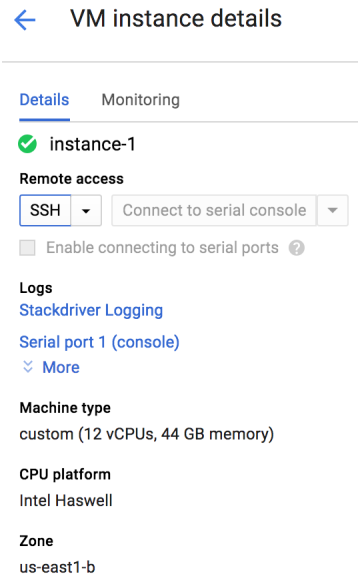 VM instance details
Details Monitoring
instance-1
Remote access
SSH Connect to serial console
Enable connecting to serial ports ?
Logs
Stackdriver Logging
Serial port 1 (console)
More
Machine type
custom (12 vCPUs, 44 GB memory)
CPU platform
Intel Haswell
Zone
us-east1-b